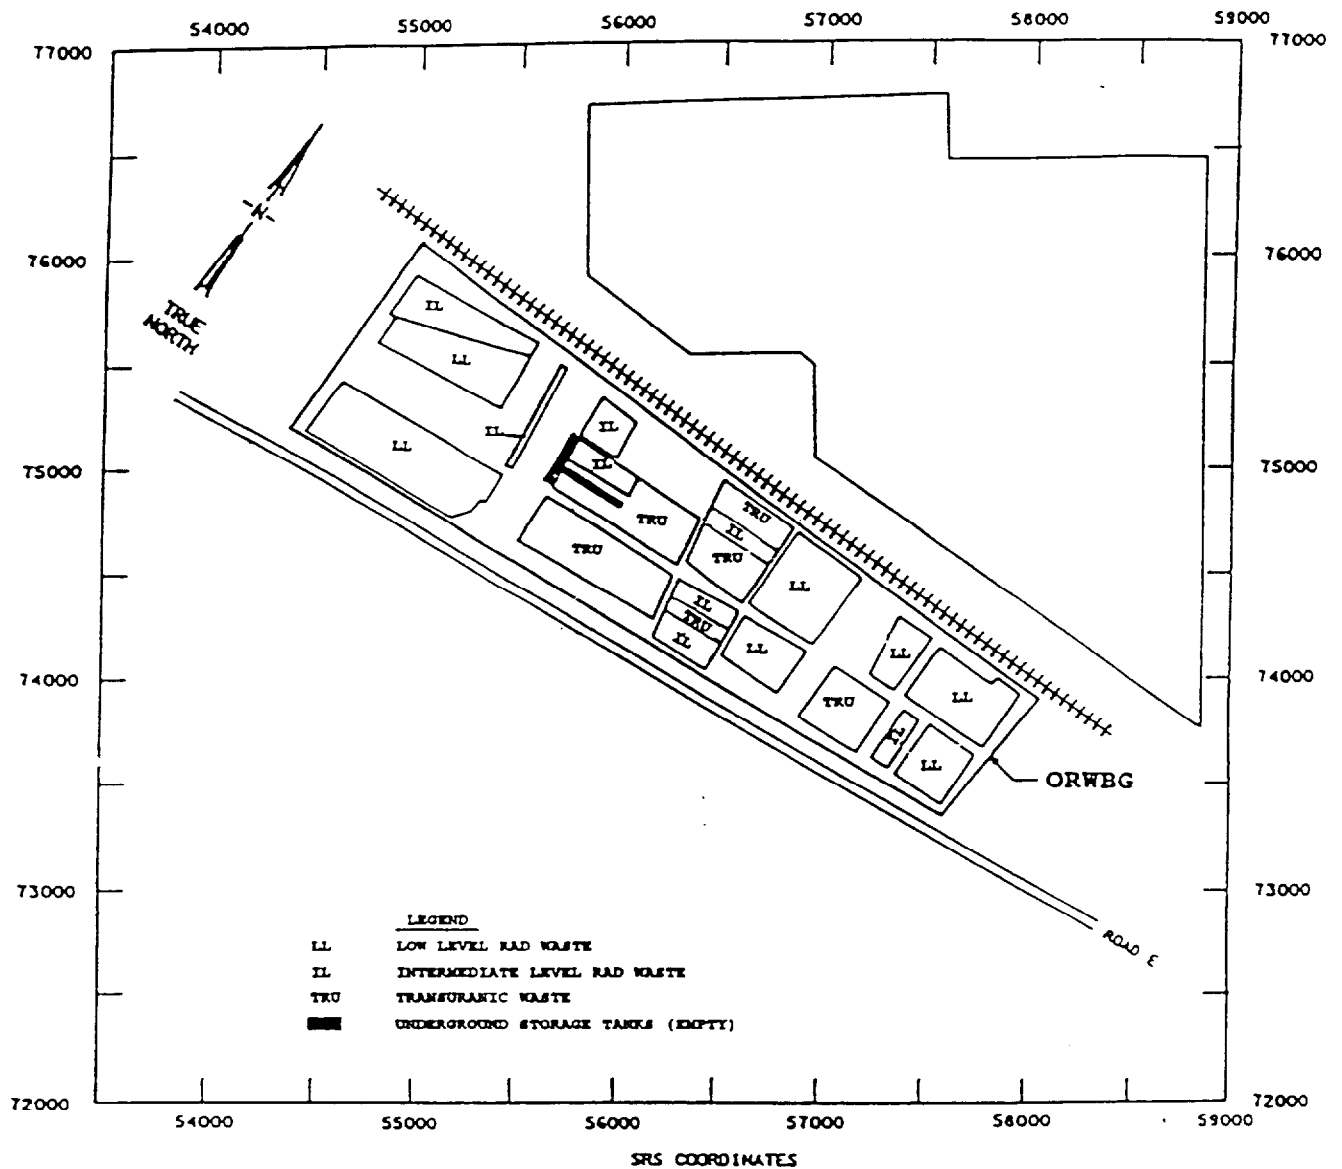 54000 55000 56000 57000 58000 59000
77000 77000
-N-
TRUE
NORTH
76000 76000
IL
LL
LL
IL
IL
IL
75000 75000
TRU
TRU
TRU
IL
TRU
LL
IL
TRU
IL
LL
LL
LL
TRU
IL
LL
74000 74000
ORWBG
73000 73000
ROAD E
LEGEND
LL LOW LEVEL RAD WASTE
IL INTERMEDIATE LEVEL RAD WASTE
TRU TRANSURANIC WASTE
UNDERGROUND STORAGE TANKS (EMPTY)
72000 72000
54000 55000 56000 57000 58000 59000
SRS COORDINATES